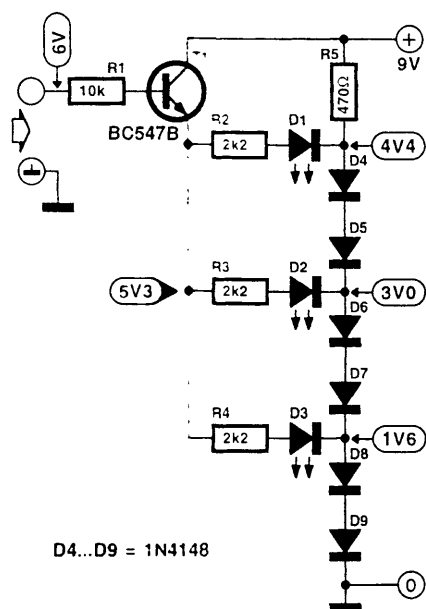 6V
R1
10k
BC547B
R5
470Ω
+
9V
R2
2k2
D1
4V4
D4
D5
5V3
R3
2k2
D2
3V0
D6
D7
R4
2k2
D3
1V6
D8
D9
D4...D9 = 1N4148
0